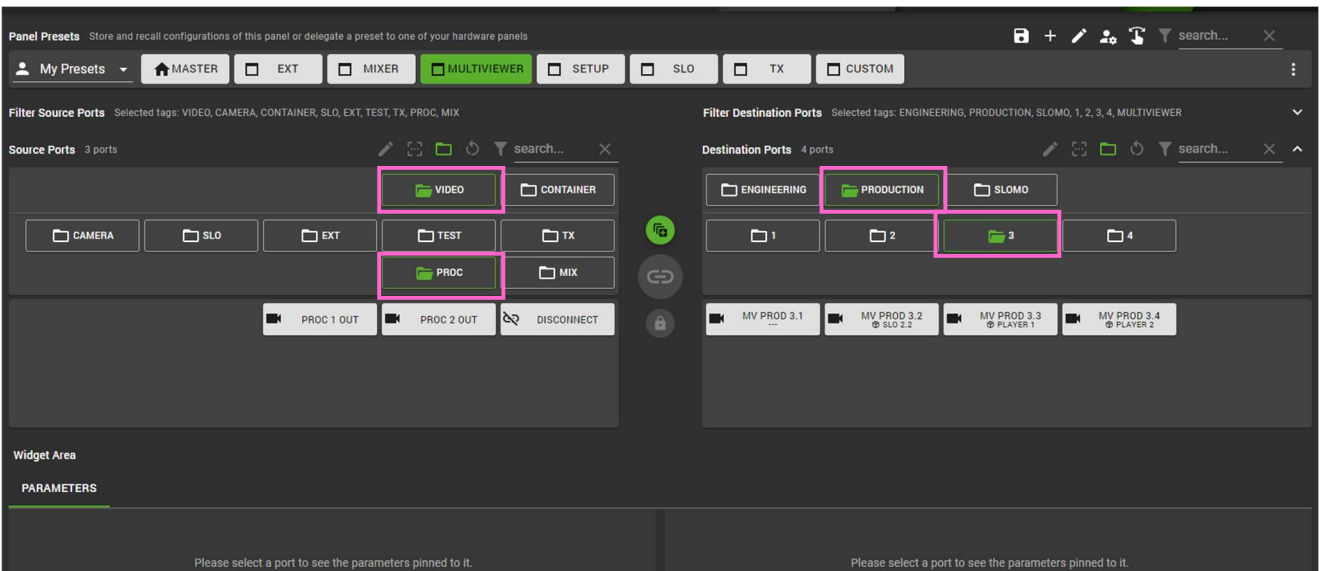 Panel Presets Store and recall configurations of this panel or delegate a preset to one of your hardware panels search...
My Presets MASTER EXT MIXER MULTIVIEWER SETUP SLO TX CUSTOM
Filter Source Ports Selected tags: VIDEO, CAMERA, CONTAINER, SLO, EXT, TEST, TX, PROC, MIX
Filter Destination Ports Selected tags: ENGINEERING, PRODUCTION, SLOMO, 1, 2, 3, 4, MULTIVIEWER
Source Ports 3 ports search...
Destination Ports 4 ports search...
VIDEO CONTAINER
ENGINEERING PRODUCTION SLOMO
CAMERA SLO EXT TEST TX
1 2 3 4
PROC MIX
PROC 1 OUT PROC 2 OUT DISCONNECT
MV PROD 3.1 MV PROD 3.2 MV PROD 3.3 MV PROD 3.4
--- SLO 2.2 PLAYER 1 PLAYER 2
Widget Area
PARAMETERS
Please select a port to see the parameters pinned to it.
Please select a port to see the parameters pinned to it.